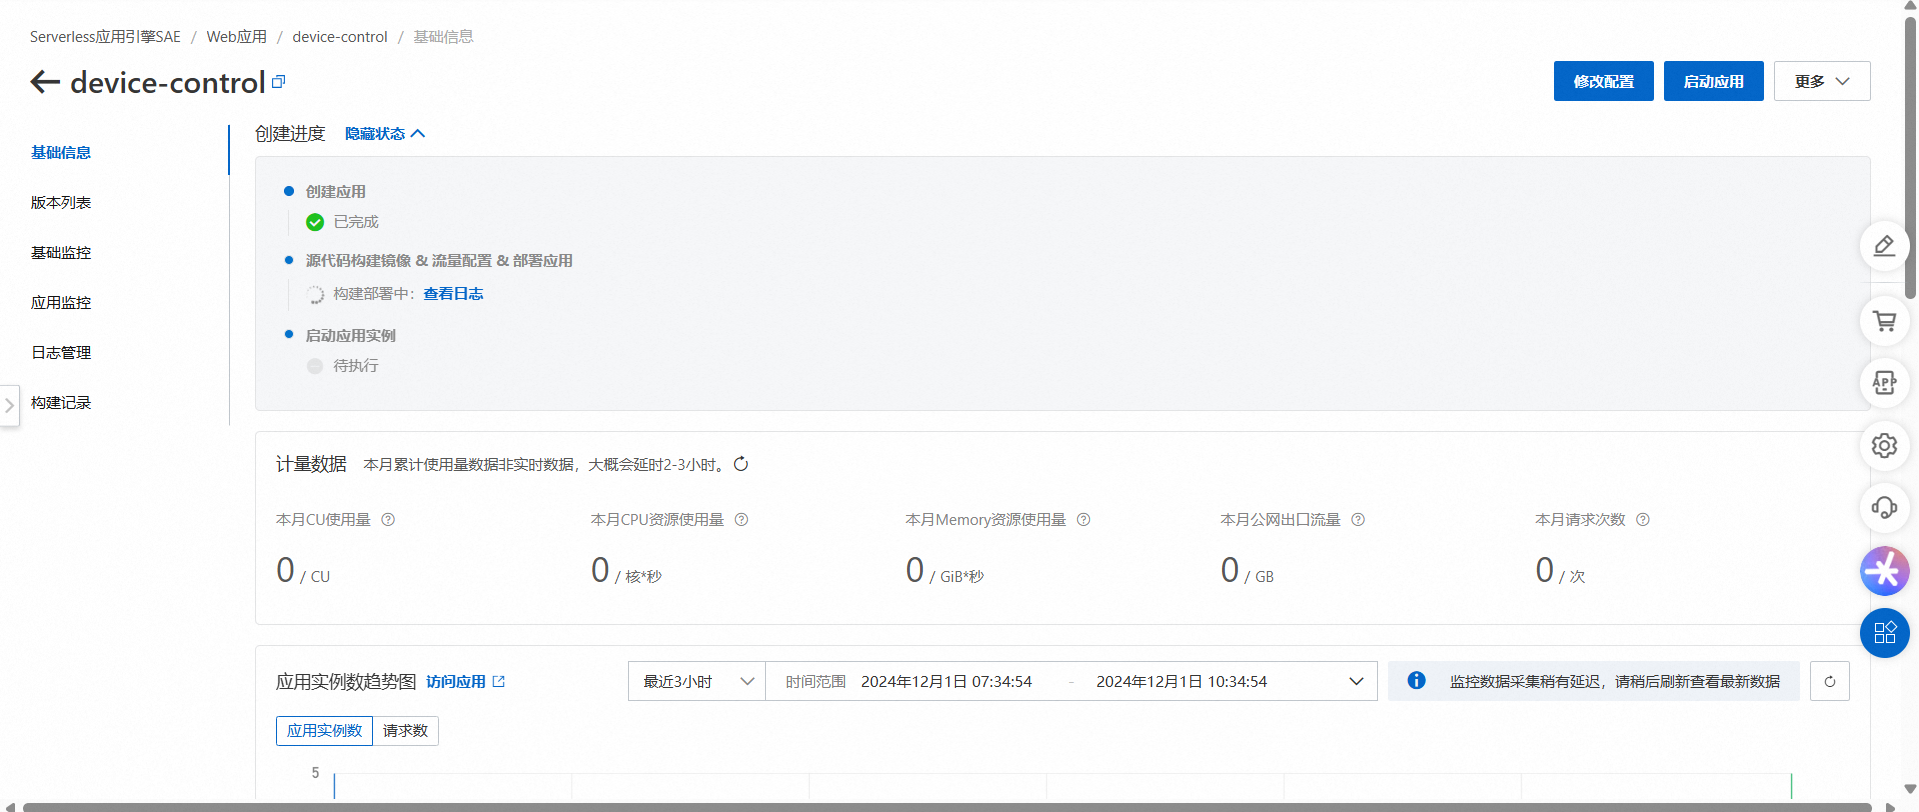 Serverless应用引擎SAE / Web应用 / device-control / 基础信息
device-control
修改配置 启动应用 更多
基础信息
版本列表
基础监控
应用监控
日志管理
构建记录
创建进度 隐藏状态
创建应用
已完成
源代码构建镜像 & 流量配置 & 部署应用
构建部署中： 查看日志
启动应用实例
待执行
APP
计量数据 本月累计使用量数据非实时数据，大概会延时2-3小时。
本月CU使用量 本月CPU资源使用量 本月Memory资源使用量 本月公网出口流量 本月请求次数
0 / CU 0 / 核*秒 0 / GiB*秒 0 / GB 0 / 次
应用实例数趋势图 访问应用 最近3小时 时间范围 2024年12月1日 07:34:54 - 2024年12月1日 10:34:54 监控数据采集稍有延迟，请稍后刷新查看最新数据
应用实例数 请求数
5